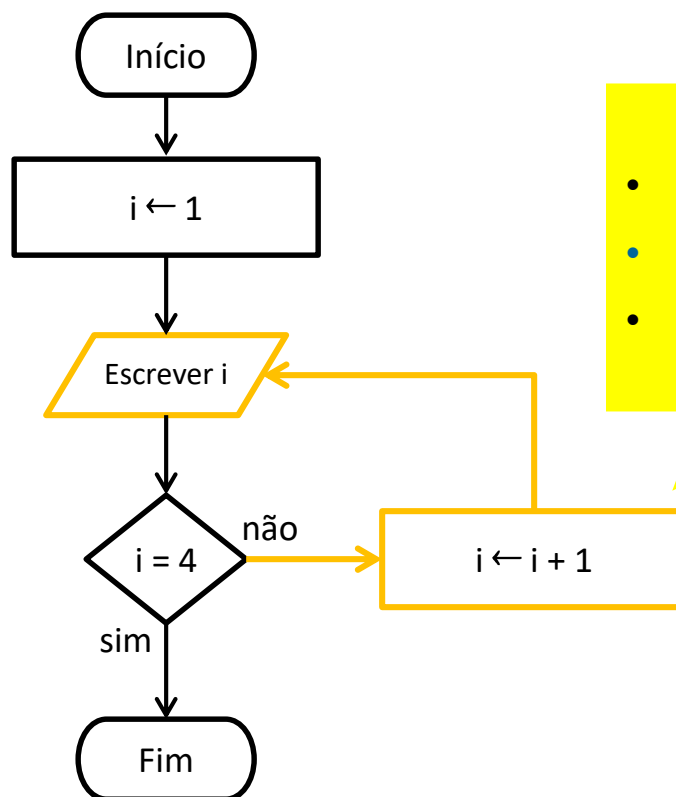 Início
i ← 1
Escrever i
i = 4
não
i ← i + 1
sim
Fim